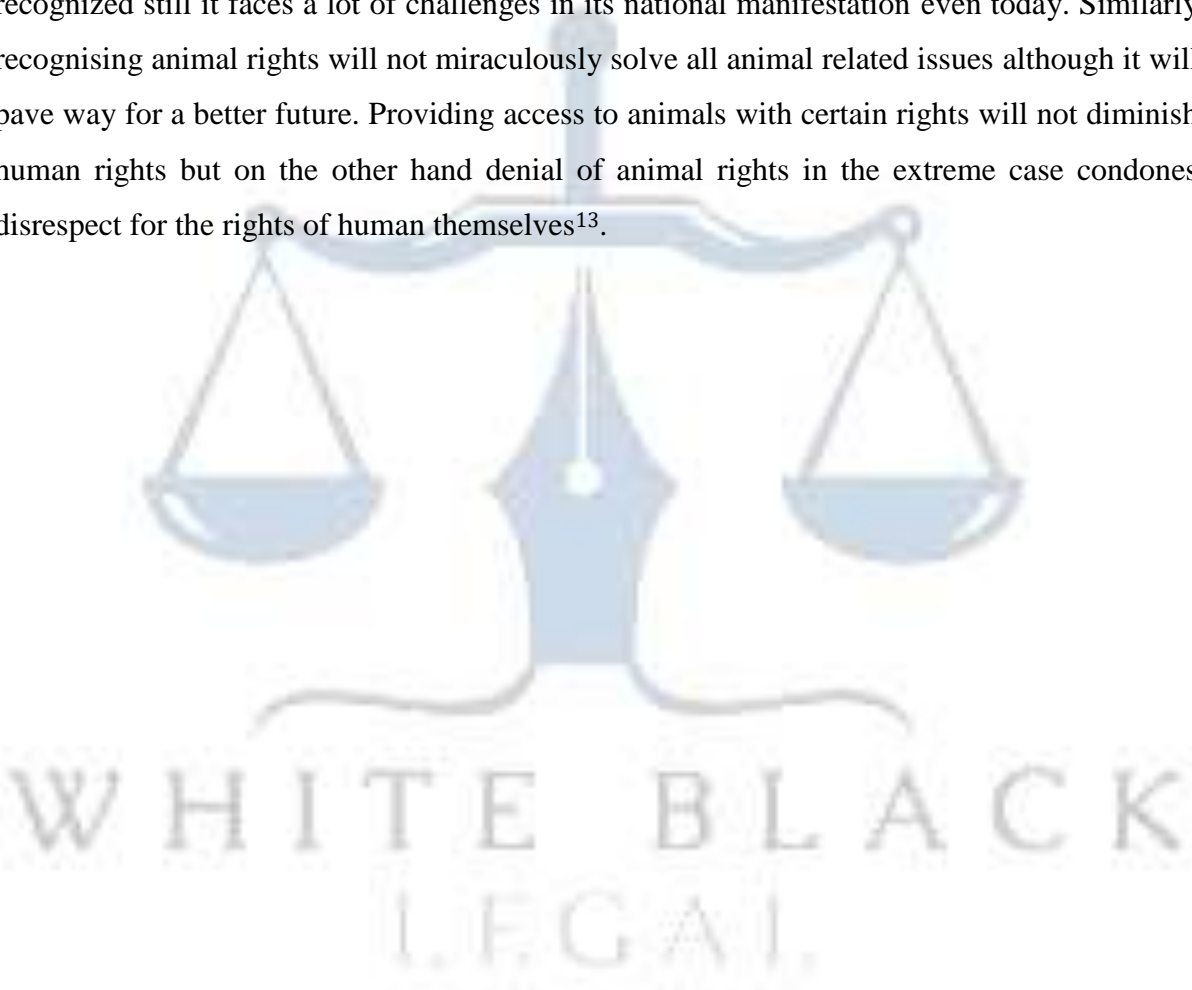 recognized still it faces a lot of challenges in its national manifestation even today. Similarly
recognising animal rights will not miraculously solve all animal related issues although it will
pave way for a better future. Providing access to animals with certain rights will not diminish
human rights but on the other hand denial of animal rights in the extreme case condones
disrespect for the rights of human themselves¹³.
WHITE BLACK
LEGAL